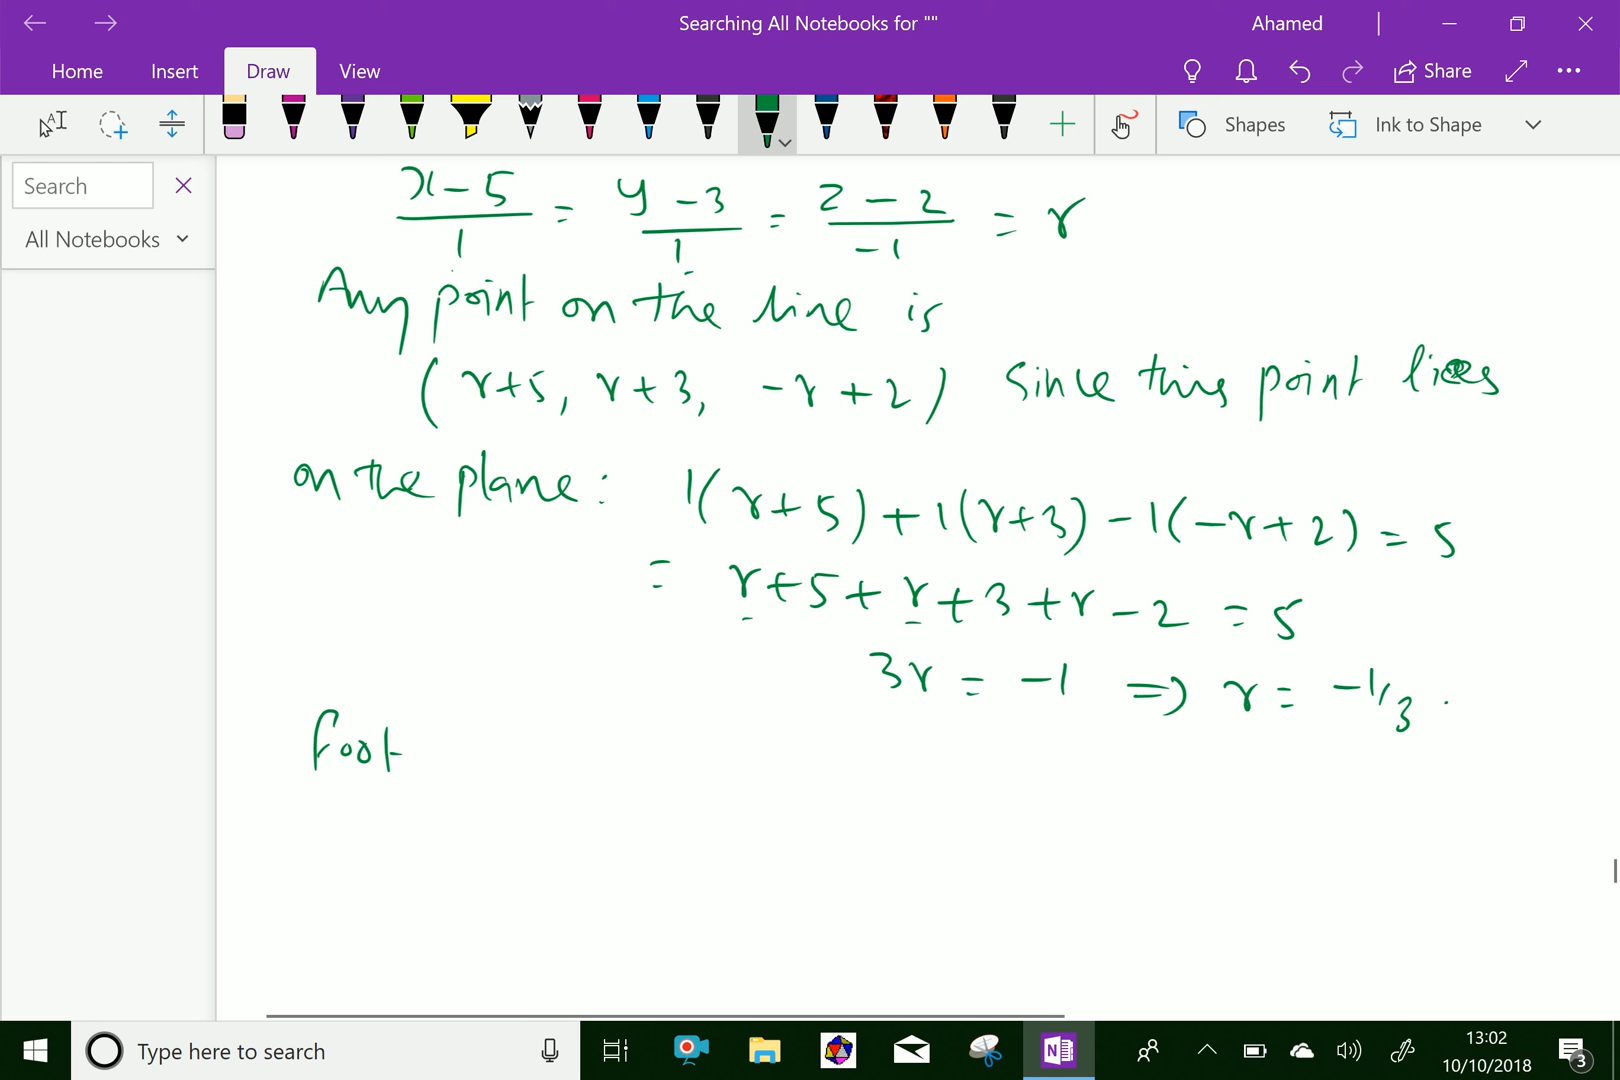 Searching All Notebooks for "" Ahamed
Home Insert Draw View Share
Shapes Ink to Shape
Search
All Notebooks
x-5/1 = y-3/1 = z-2/-1 = r
Any point on the line is
(r+5, r+3, -r+2) since this point lies
on the plane: 1(r+5)+1(r+3)-1(-r+2)=5
= r+5+r+3+r-2=5
3r = -1 => r = -1/3.
foot
Type here to search
13:02
10/10/2018
3